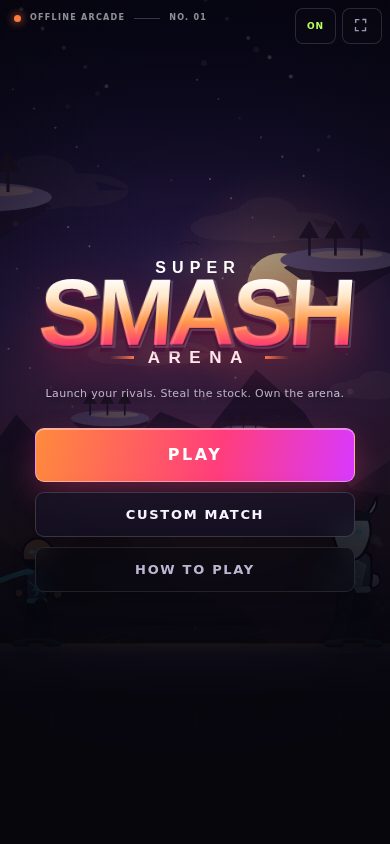 OFFLINE ARCADE NO. 01
ON
SUPER
SMASH
ARENA
Launch your rivals. Steal the stock. Own the arena.
PLAY
CUSTOM MATCH
HOW TO PLAY